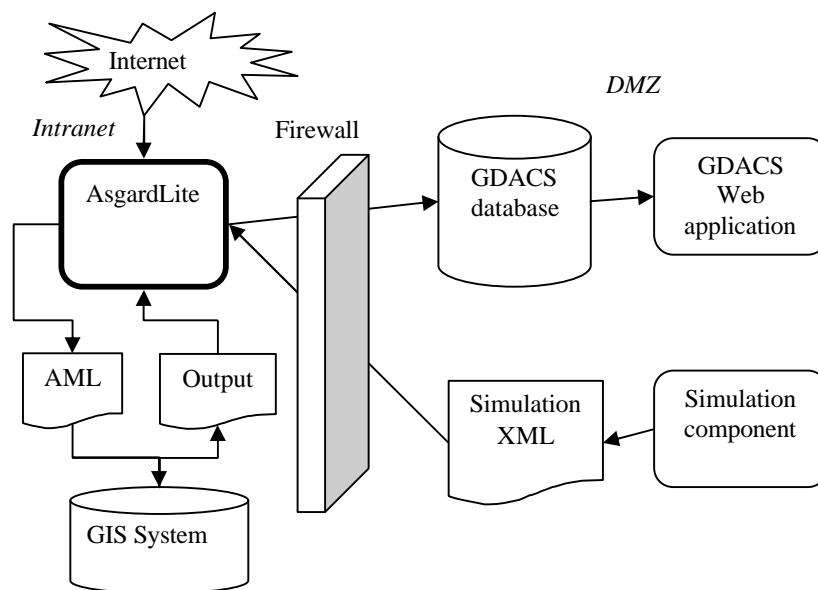 Internet
DMZ
Intranet
Firewall
AsgardLite
GDACS
database
GDACS
Web
application
AML
Output
Simulation
XML
Simulation
component
GIS System